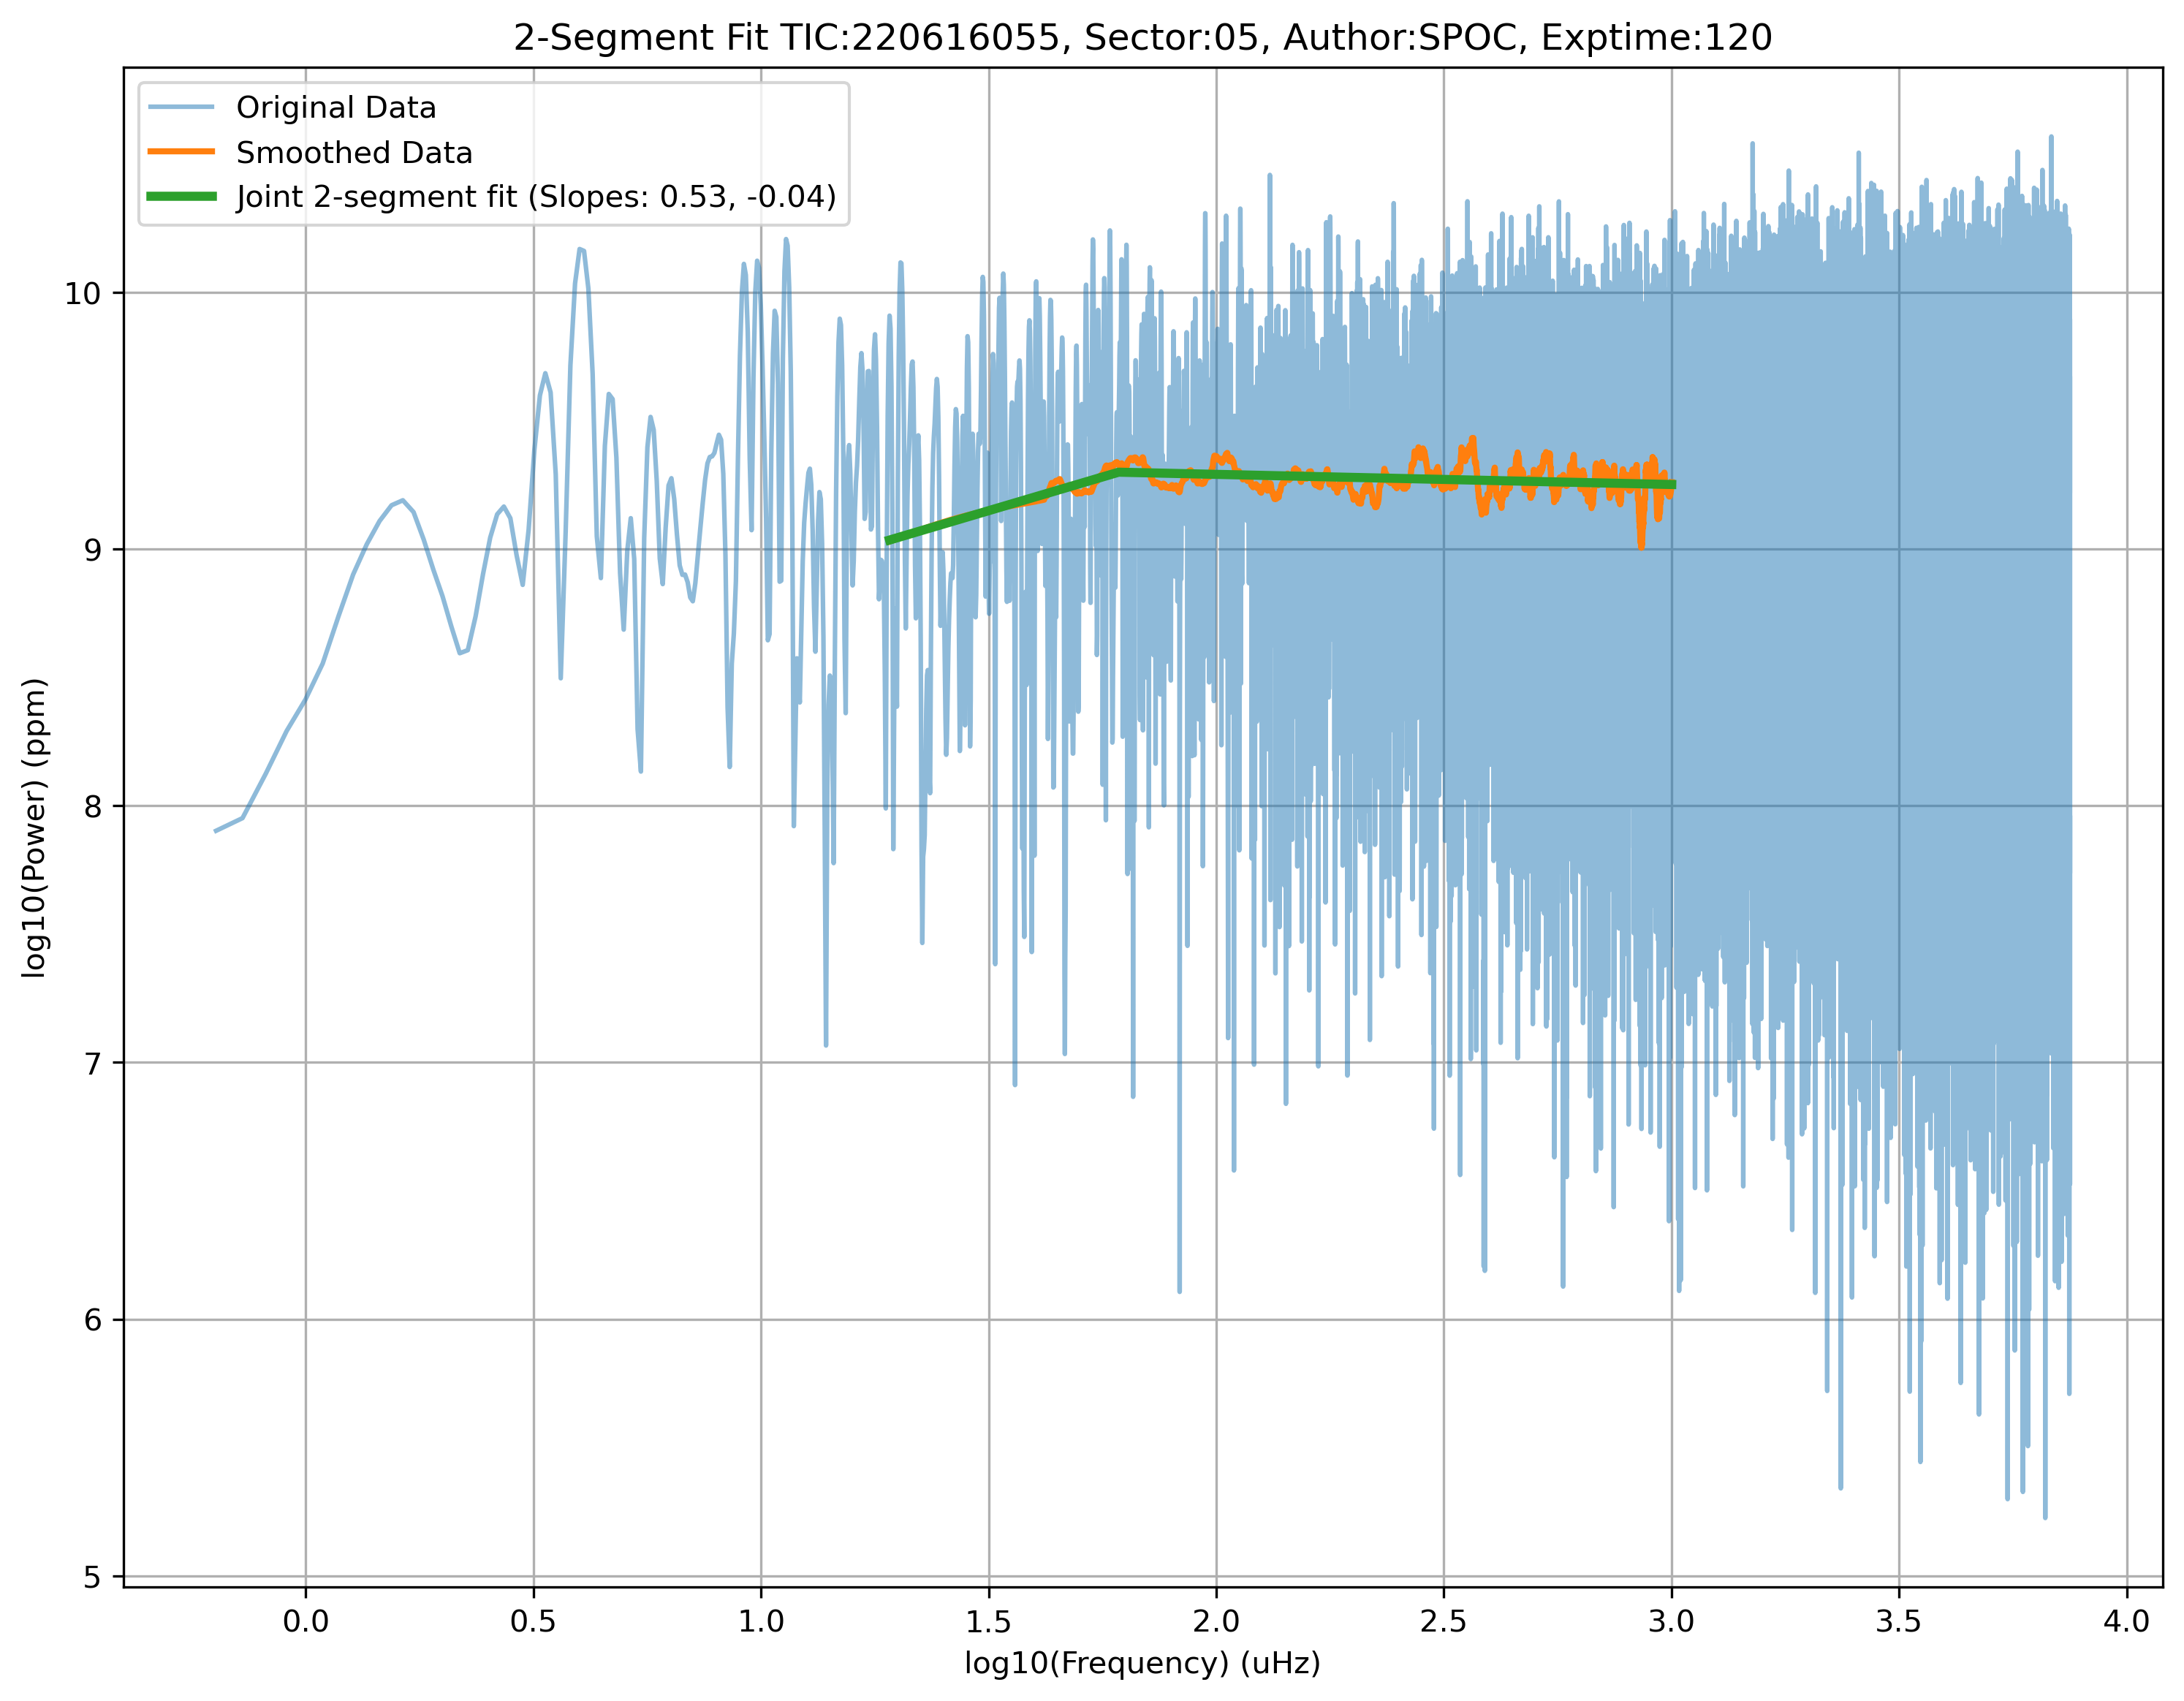 2-Segment Fit TIC:220616055, Sector:05, Author:SPOC, Exptime:120
Original Data
Smoothed Data
Joint 2-segment fit (Slopes: 0.53, -0.04)
log10(Power) (ppm)
10
9
8
7
6
5
0.0 0.5 1.0 1.5 2.0 2.5 3.0 3.5 4.0
log10(Frequency) (uHz)